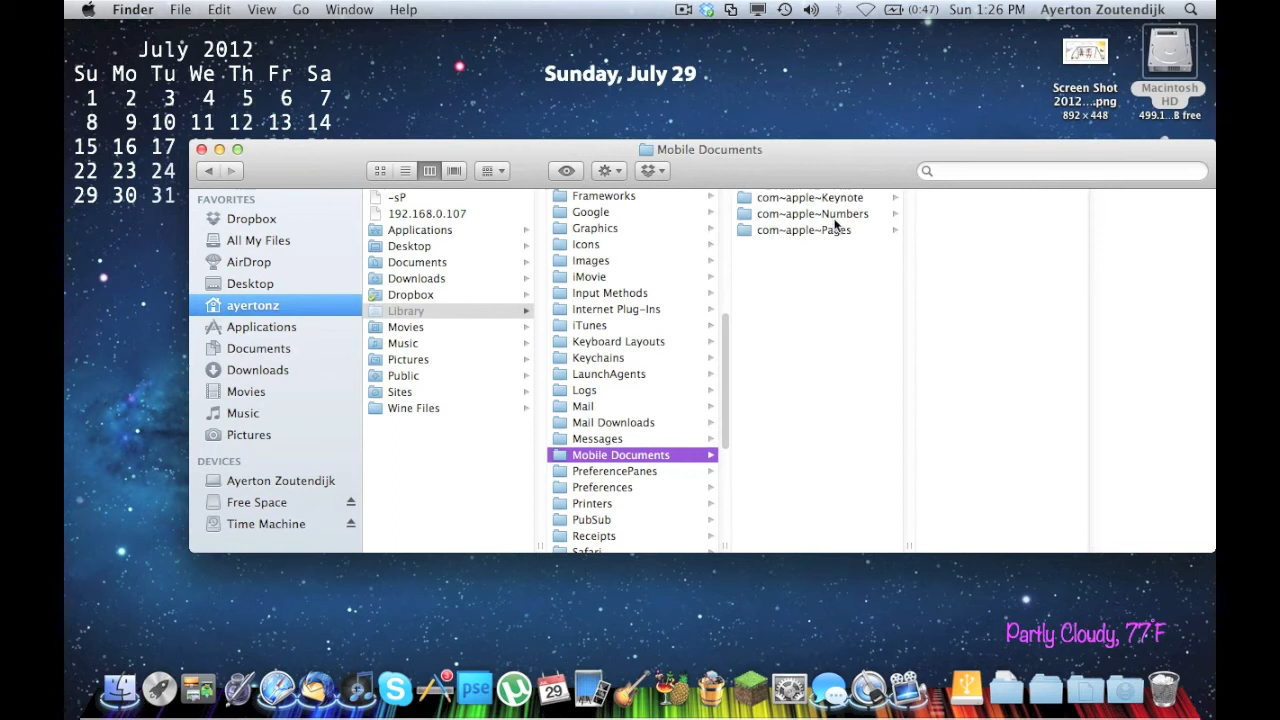 Finder File Edit View Go Window Help (0:47) Sun 1:26 PM Ayerton Zoutendijk
July 2012
Su Mo Tu We Th Fr Sa
1 2 3 4 5 6 7
8 9 10 11 12 13 14
15 16 17
22 23 24
29 30 31
Sunday, July 29
Screen Shot
2012....png
892 × 448
Macintosh
HD
499.1...B free
Mobile Documents
FAVORITES
Dropbox
All My Files
AirDrop
Desktop
ayertonz
Applications
Documents
Downloads
Movies
Music
Pictures
DEVICES
Ayerton Zoutendijk
Free Space
Time Machine
-sP
192.168.0.107
Applications
Desktop
Documents
Downloads
Dropbox
Library
Movies
Music
Pictures
Public
Sites
Wine Files
Frameworks
Google
Graphics
Icons
Images
iMovie
Input Methods
Internet Plug-Ins
iTunes
Keyboard Layouts
Keychains
LaunchAgents
Logs
Mail
Mail Downloads
Messages
Mobile Documents
PreferencePanes
Preferences
Printers
PubSub
Receipts
Safari
com~apple~Keynote
com~apple~Numbers
com~apple~Pages
Partly Cloudy, 77°F
pse
29